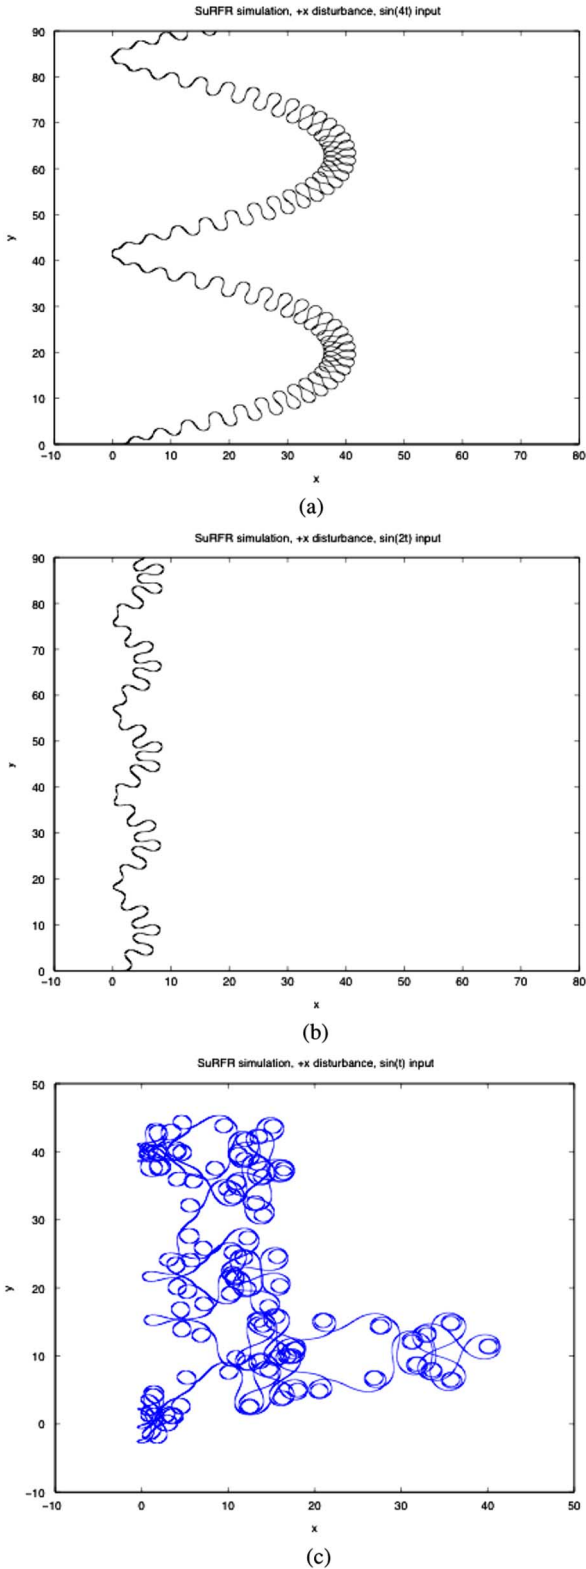 SuRFR simulation, +x disturbance, sin(4t) input
90
80
70
60
50
40
30
20
10
0
y
-10 0 10 20 30 40 50 60 70 80
x
(a)
SuRFR simulation, +x disturbance, sin(2t) input
90
80
70
60
50
40
30
20
10
0
y
-10 0 10 20 30 40 50 60 70 80
x
(b)
SuRFR simulation, +x disturbance, sin(t) input
50
40
30
20
10
0
-10
y
-10 0 10 20 30 40 50
x
(c)